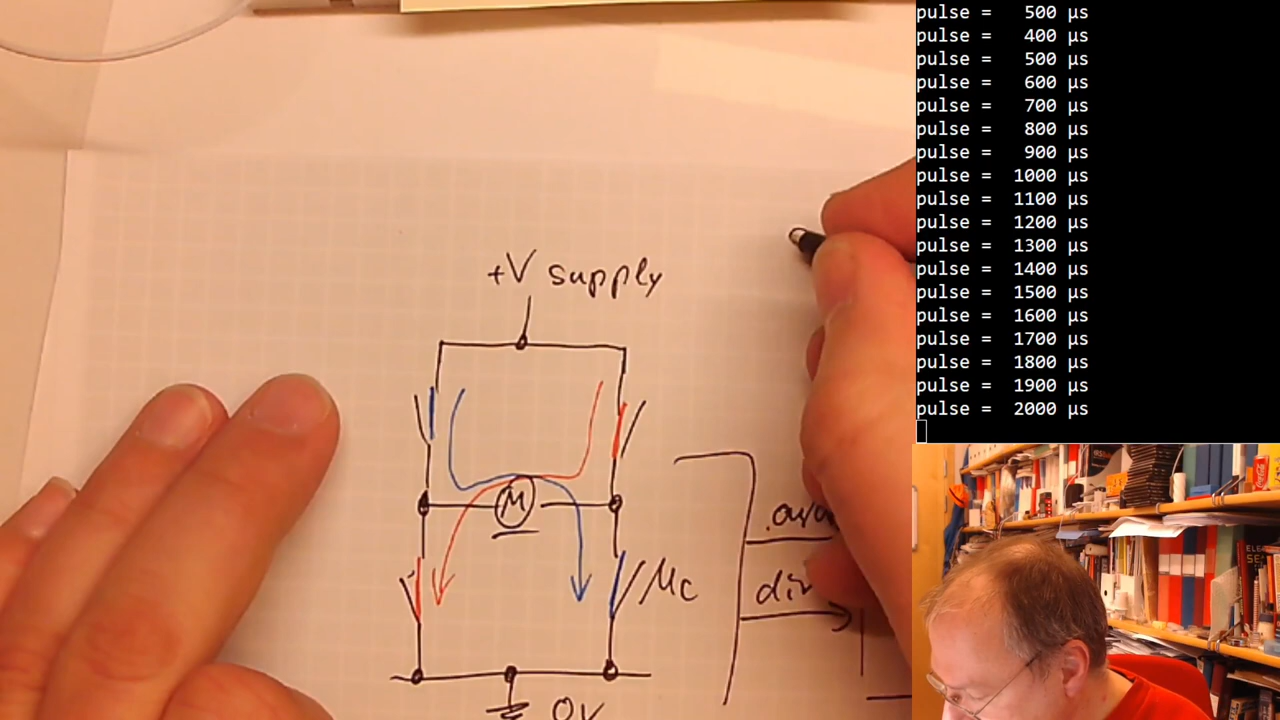 +V supply
M
μc
dir
0V
pulse =   500 μs
pulse =   400 μs
pulse =   500 μs
pulse =   600 μs
pulse =   700 μs
pulse =   800 μs
pulse =   900 μs
pulse =  1000 μs
pulse =  1100 μs
pulse =  1200 μs
pulse =  1300 μs
pulse =  1400 μs
pulse =  1500 μs
pulse =  1600 μs
pulse =  1700 μs
pulse =  1800 μs
pulse =  1900 μs
pulse =  2000 μs